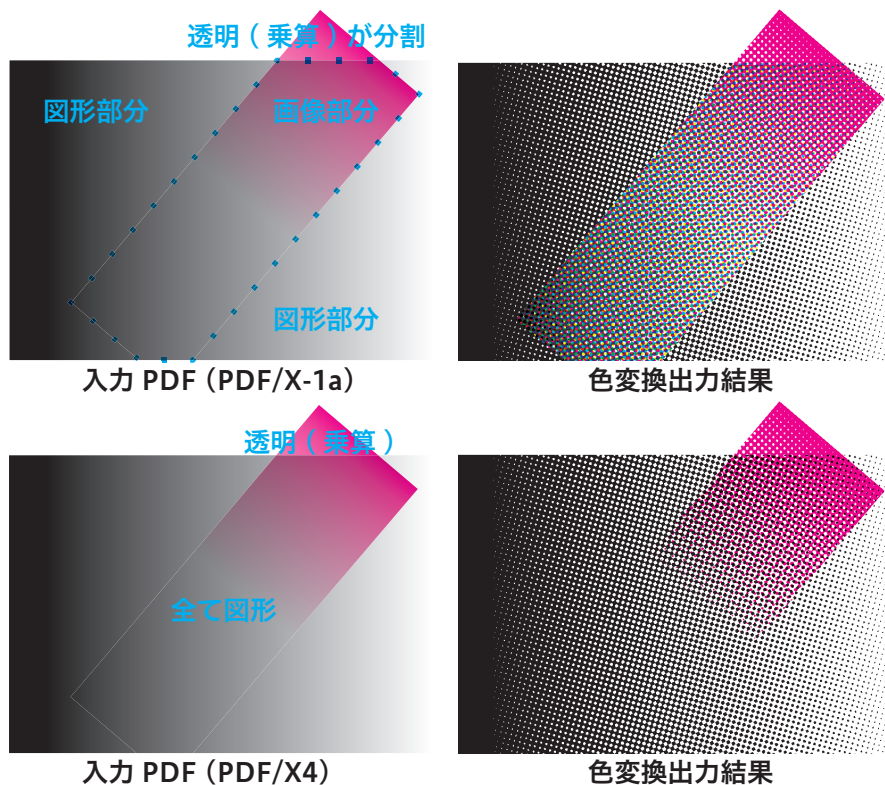 透明（乗算）が分割
図形部分
画像部分
図形部分
入力 PDF（PDF/X-1a）
色変換出力結果
透明（乗算）
全て図形
入力 PDF（PDF/X4）
色変換出力結果